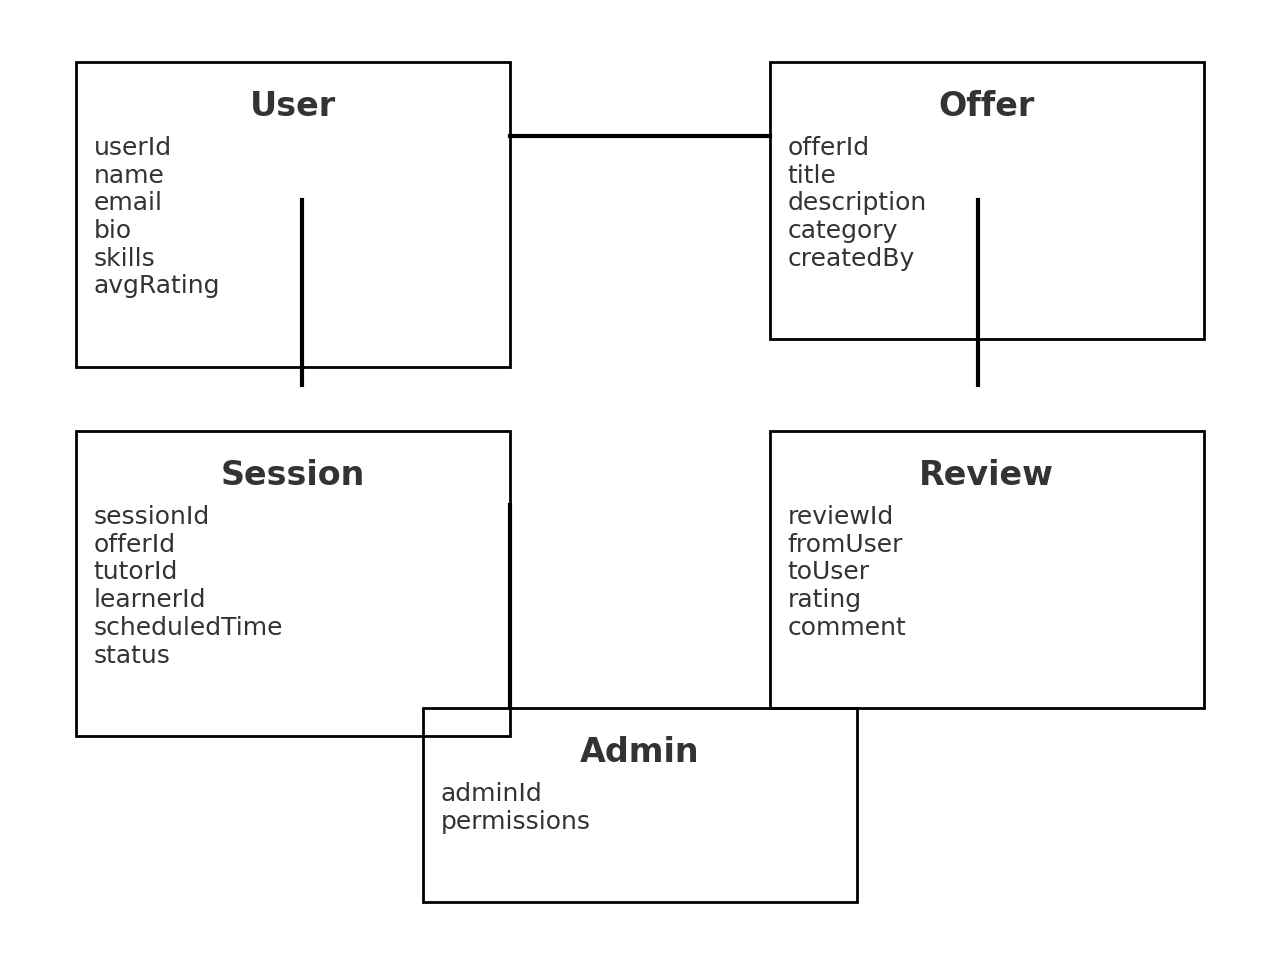 User
userId
name
email
bio
skills
avgRating
Offer
offerId
title
description
category
createdBy
Session
sessionId
offerId
tutorId
learnerId
scheduledTime
status
Review
reviewId
fromUser
toUser
rating
comment
Admin
adminId
permissions